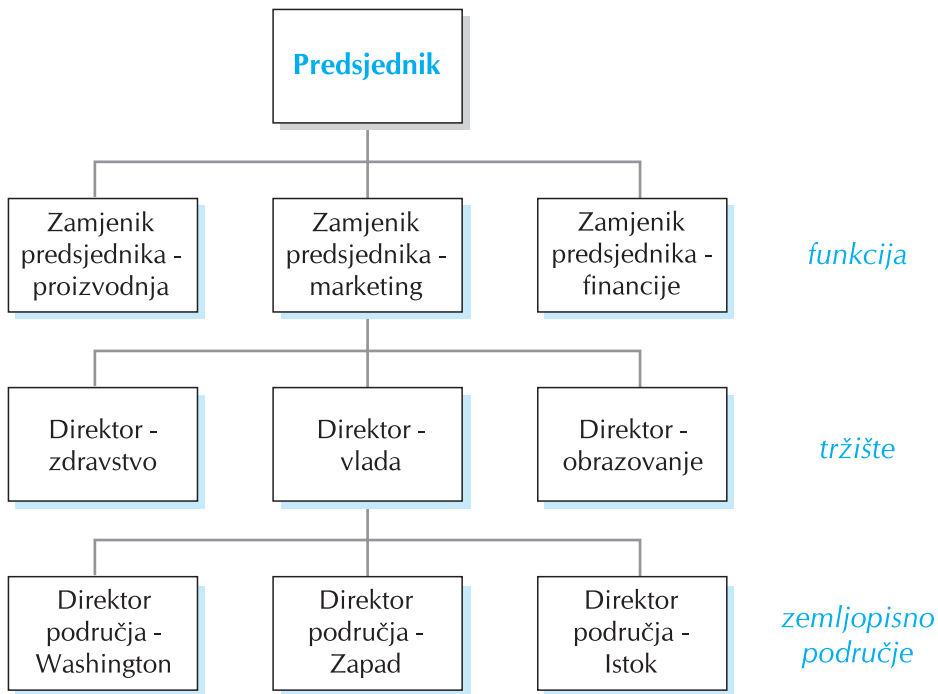 Predsjednik
Zamjenik
predsjednika -
proizvodnja
Zamjenik
predsjednika -
marketing
Zamjenik
predsjednika -
financije
funkcija
Direktor -
zdravstvo
Direktor -
vlada
Direktor -
obrazovanje
tržište
Direktor
područja -
Washington
Direktor
područja -
Zapad
Direktor
područja -
Istok
zemljopisno
područje